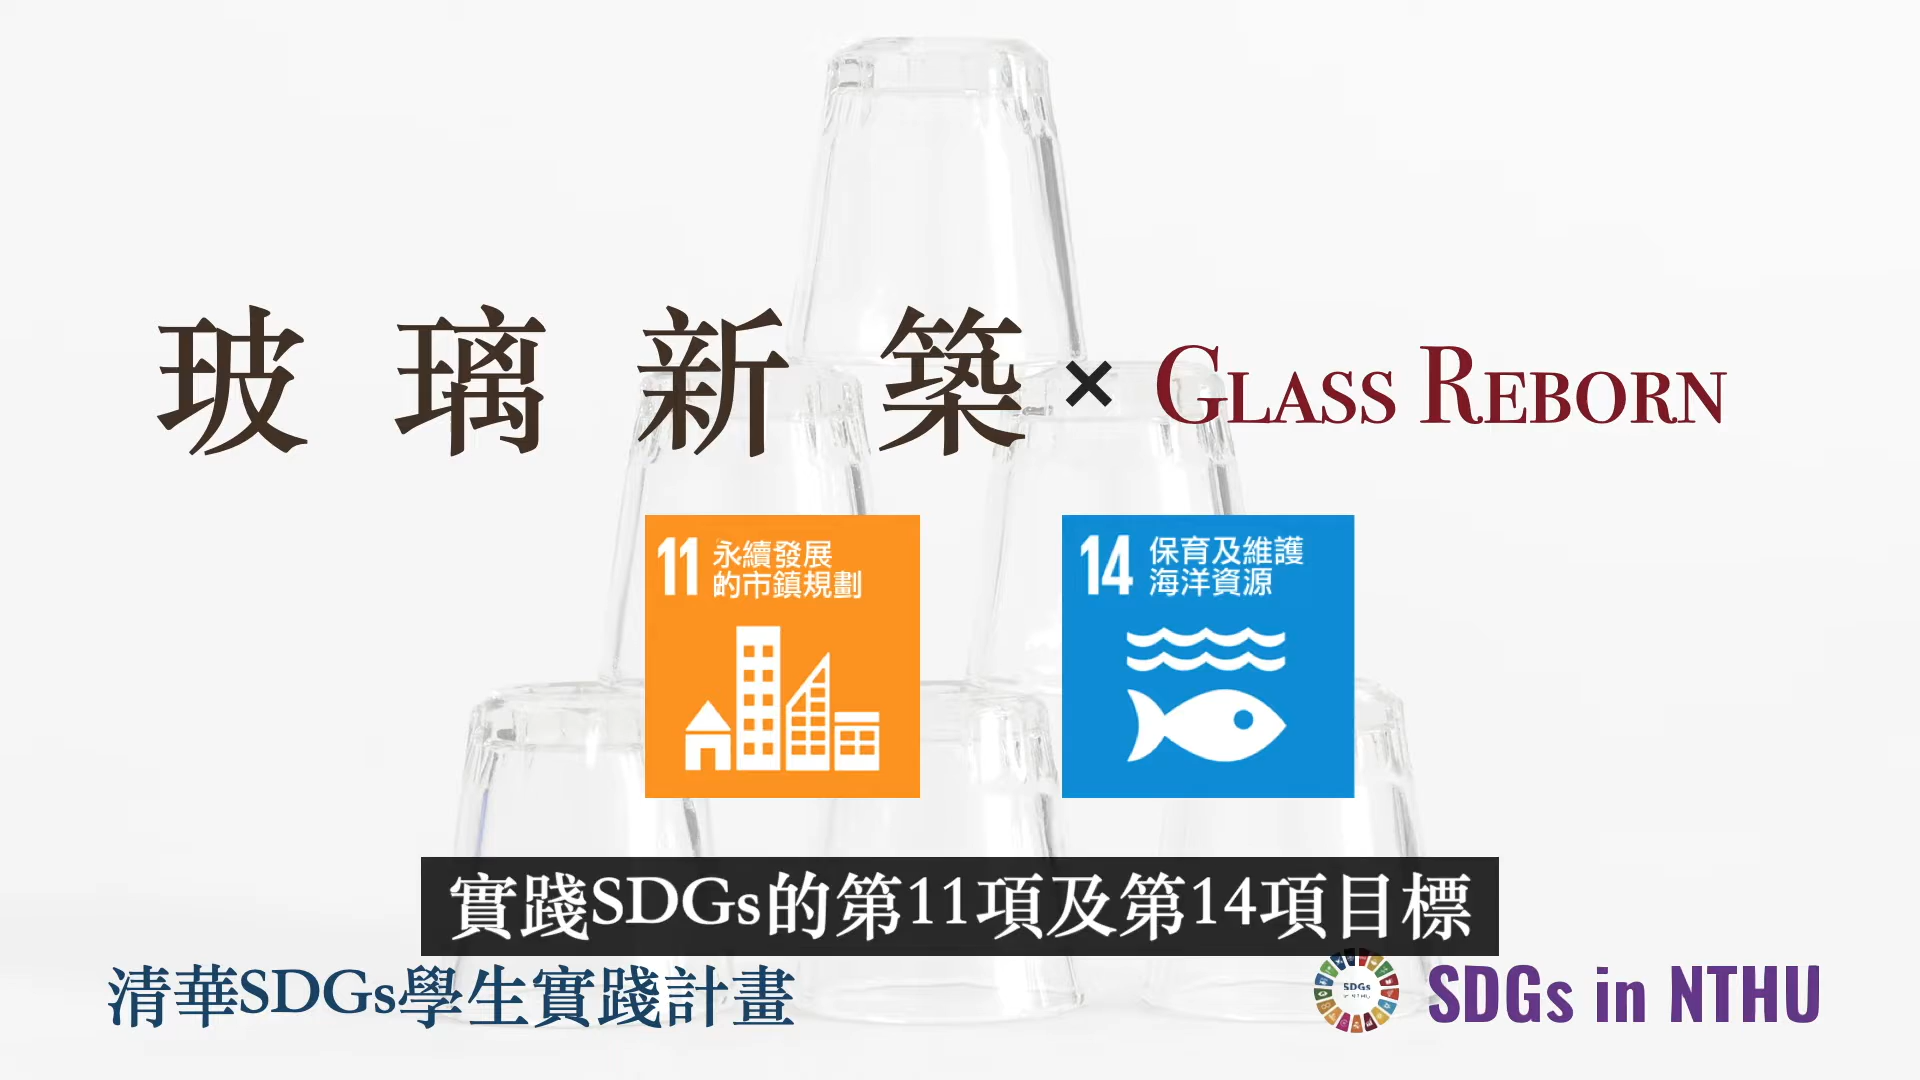 玻璃新築 × GLASS REBORN
11 永續發展
的市鎮規劃
14 保育及維護
海洋資源
實踐SDGs的第11項及第14項目標
清華SDGs學生實踐計畫
SDGs
IN NTHU
SDGs in NTHU